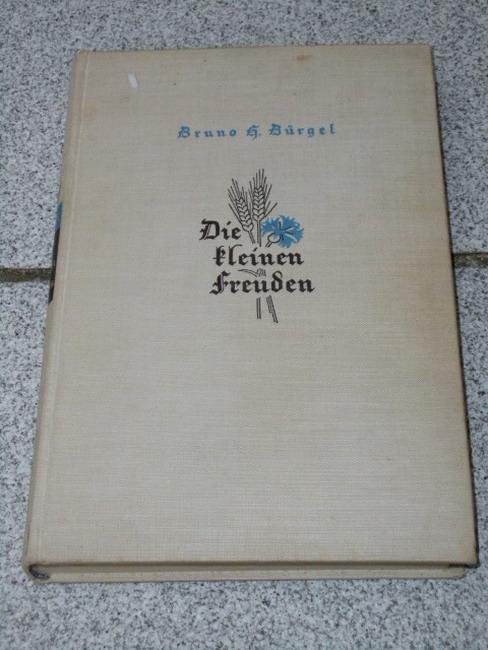 Bruno H. Bürgel
Die
kleinen
Freuden